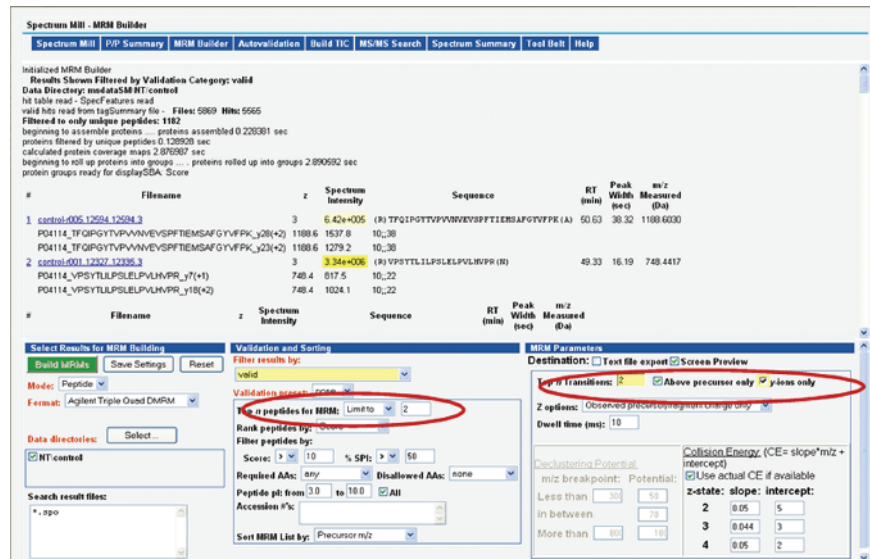 Spectrum Mill - MRM Builder
Spectrum Mill P/P Summary MRM Builder Autovalidation Build TIC MS/MS Search Spectrum Summary Tool Belt Help
Initialized MRM Builder
Results Shown Filtered by Validation Category: valid
Data Directory: msdataSM/NT/control
hit table read - SpecFeatures read
valid hits read from tagSummary file - Files: 5869 Hits: 5565
Filtered to only unique peptides: 1182
beginning to assemble proteins .... proteins assembled 0.228381 sec
proteins filtered by unique peptides 0.128928 sec
calculated protein coverage maps 2.876987 sec
beginning to roll up proteins into groups .... proteins rolled up into groups 2.890592 sec
protein groups ready for displaySBA: Score
# Filename z Spectrum Intensity Sequence RT (min) Peak Width (sec) m/z Measured (Da)
1 control-r005.12594.12594.3 3 6.42e+005 (R)TFQIPGYTVPVVNVEVSPFTIEMSAFGYVFPK(A) 50.63 38.32 1188.6030
P04114_TFQIPGYTVPVVNVEVSPFTIEMSAFGYVFPK_y28(+2) 1188.6 1537.8 10;;38
P04114_TFQIPGYTVPVVNVEVSPFTIEMSAFGYVFPK_y23(+2) 1188.6 1279.2 10;;38
2 control-r001.12327.12335.3 3 3.34e+006 (R)VPSYTLILPSLELPVLHVPR(N) 49.33 16.19 748.4417
P04114_VPSYTLILPSLELPVLHVPR_y7(+1) 748.4 817.5 10;;22
P04114_VPSYTLILPSLELPVLHVPR_y18(+2) 748.4 1024.1 10;;22
# Filename z Spectrum Intensity Sequence RT (min) Peak Width (sec) m/z Measured (Da)
Select Results for MRM Building
Build MRMs Save Settings Reset
Mode: Peptide
Format: Agilent Triple Quad DMRM
Data directories: Select...
NT\control
Search result files:
*.spo
Validation and Sorting
Filter results by:
valid
Validation preset: none
Top n peptides for MRM: Limit to 2
Rank peptides by: Score
Filter peptides by:
Score: > 10 % SPI: > 50
Required AAs: any Disallowed AAs: none
Peptide pI: from 3.0 to 10.0 All
Accession #'s:
Sort MRM List by: Precursor m/z
MRM Parameters
Destination: Text file export Screen Preview
Top n Transitions: 2 Above precursor only y-ions only
Z options: Observed precursor/fragment charge only
Dwell time (ms): 10
Declustering Potential
m/z breakpoint: Potential:
Less than 300 50
in between 70
More than 800 100
Collision Energy (CE= slope*m/z + intercept)
Use actual CE if available
z-state: slope: intercept:
2 0.05 5
3 0.044 3
4 0.05 2